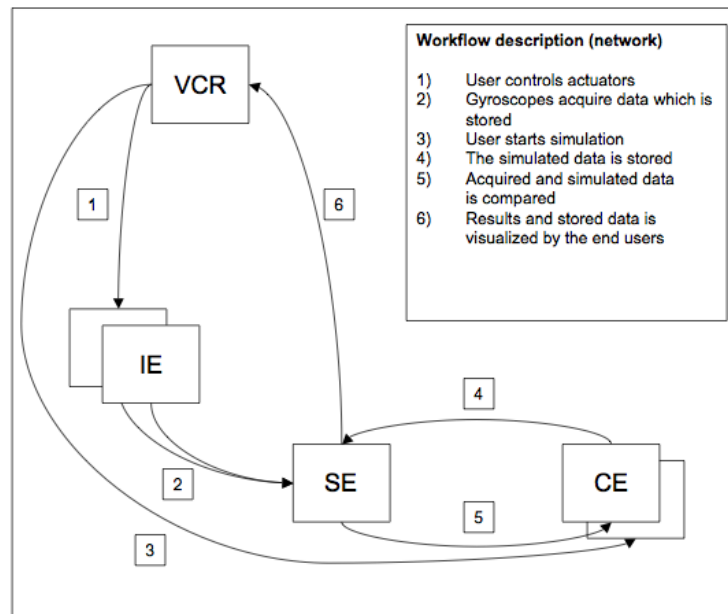 Workflow description (network)
1) User controls actuators
2) Gyroscopes acquire data which is
stored
3) User starts simulation
4) The simulated data is stored
5) Acquired and simulated data
is compared
6) Results and stored data is
visualized by the end users
VCR
1
6
IE
4
2
SE
CE
5
3